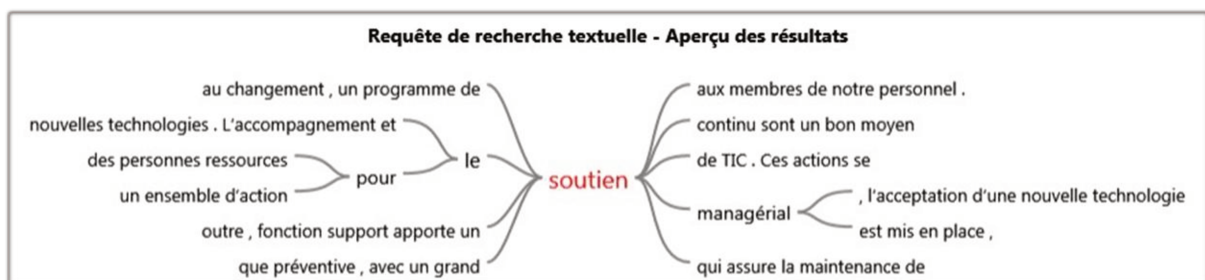 Requête de recherche textuelle - Aperçu des résultats
au changement , un programme de
nouvelles technologies . L'accompagnement et
des personnes ressources
un ensemble d'action
pour
le
outre , fonction support apporte un
que préventive , avec un grand
soutien
aux membres de notre personnel .
continu sont un bon moyen
de TIC . Ces actions se
managérial
, l'acceptation d'une nouvelle technologie
est mis en place ,
qui assure la maintenance de